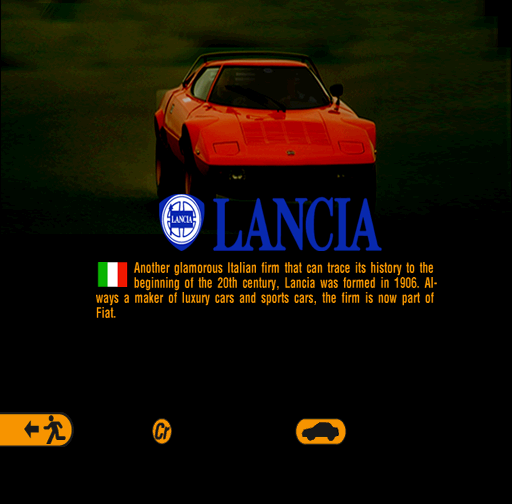 LANCIA
LANCIA
Another glamorous Italian firm that can trace its history to the
beginning of the 20th century, Lancia was formed in 1906. Al-
ways a maker of luxury cars and sports cars, the firm is now part of
Fiat.
Cr